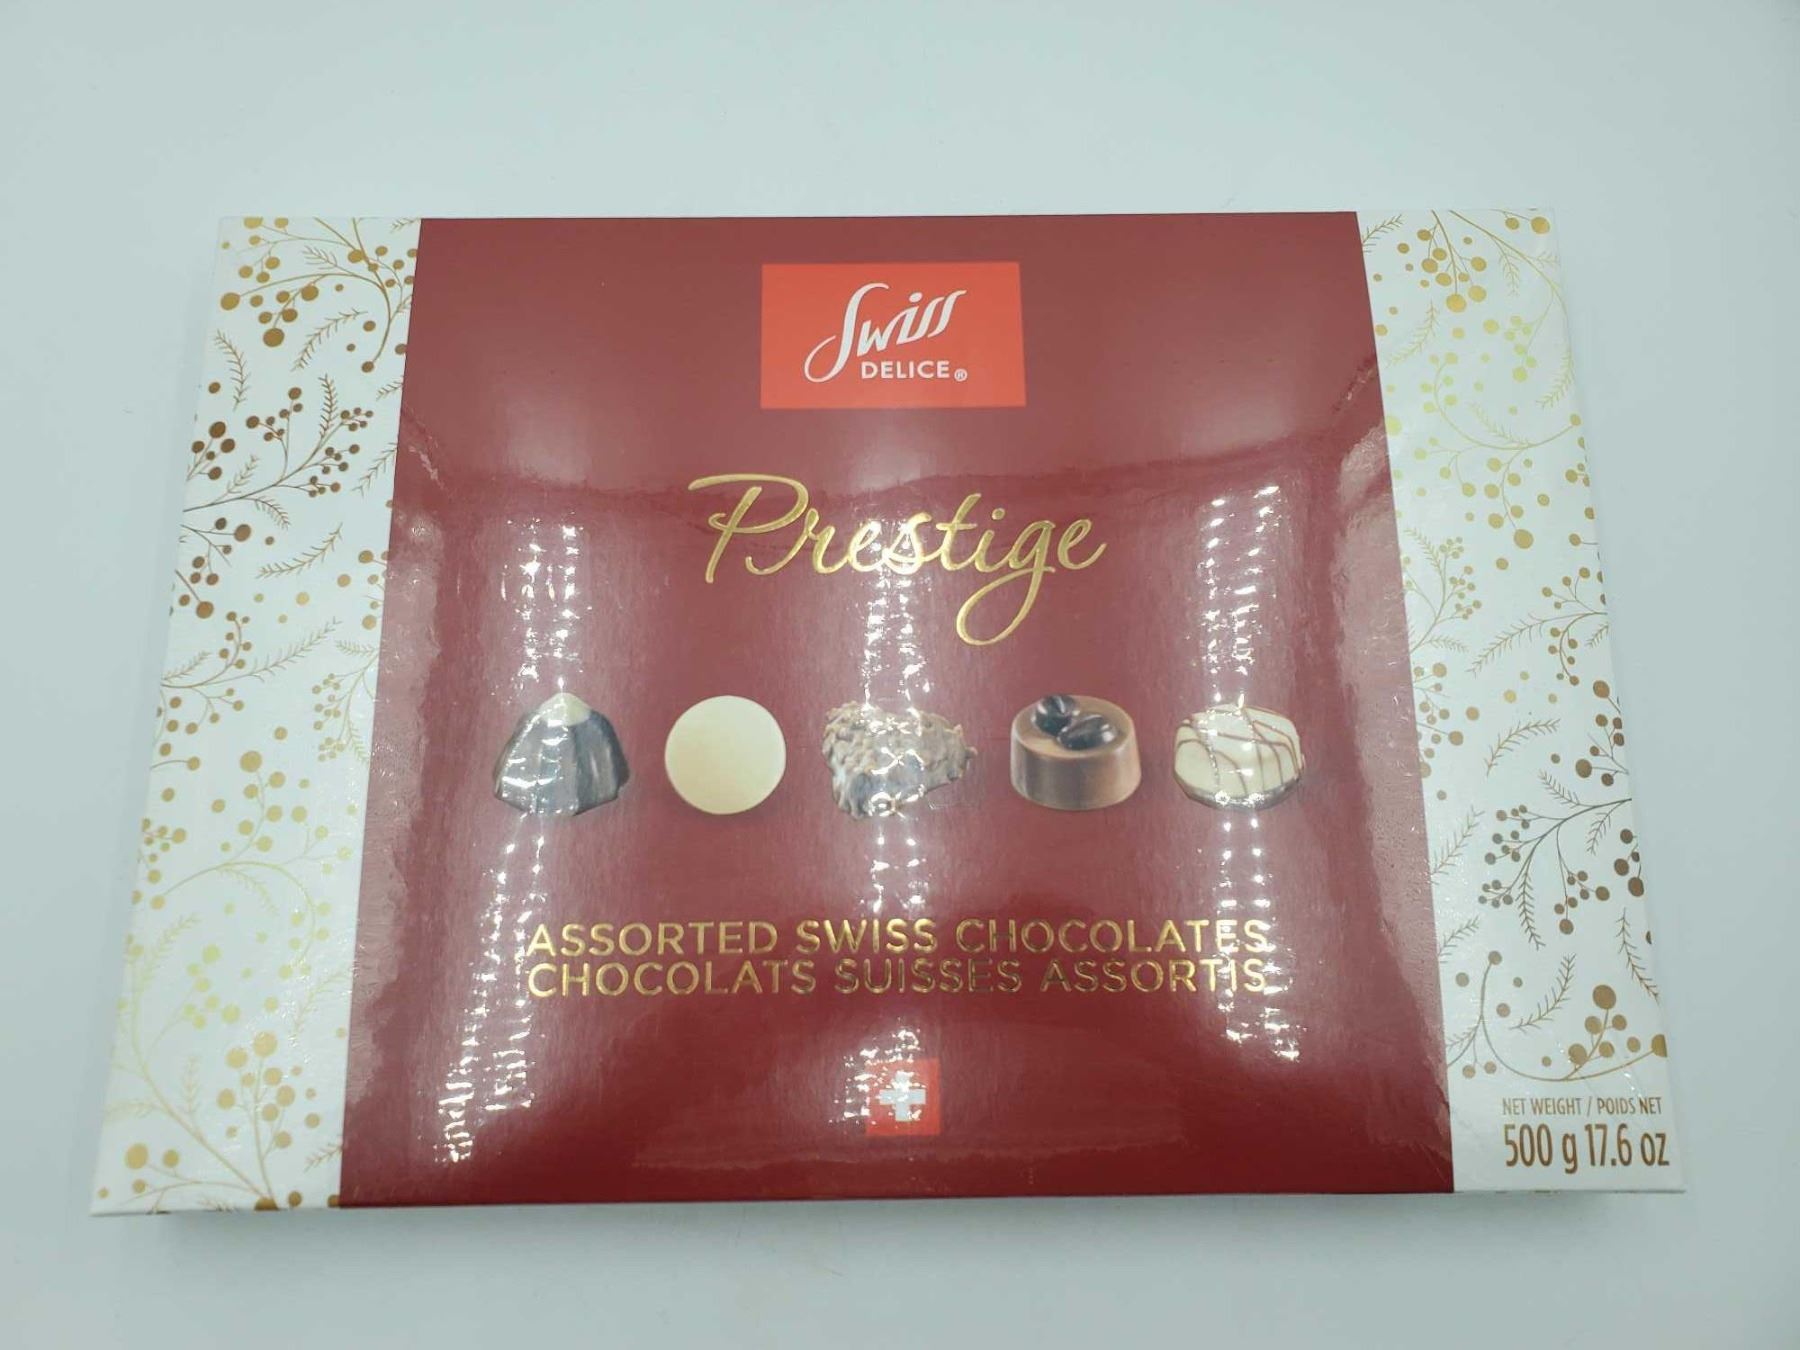 Swiss
DELICE®
Prestige
ASSORTED SWISS CHOCOLATES
CHOCOLATS SUISSES ASSORTIS
NET WEIGHT / POIDS NET
500 g 17.6 oz